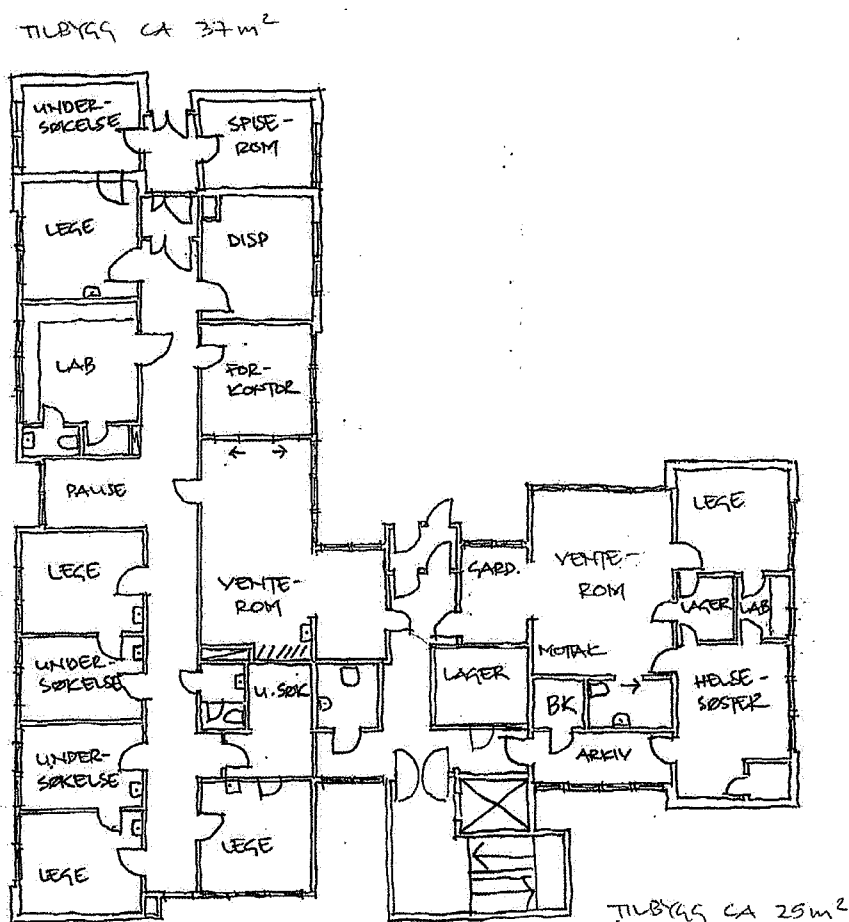 TILBYGG CA 37m²
UNDER-
SØKELSE
SPISE-
ROM
LEGE
DISP
LAB
FOR-
KONTOR
PAUSE
LEGE
LEGE
VENTE-
ROM
GARD.
VENTE-
ROM
LAGER
LAB
MOTAK
UNDER-
SØKELSE
U.SØK
LAGER
BK
HELSE-
SØSTER
UNDER-
SØKELSE
ARKIV
LEGE
LEGE
TILBYGG CA 25m²